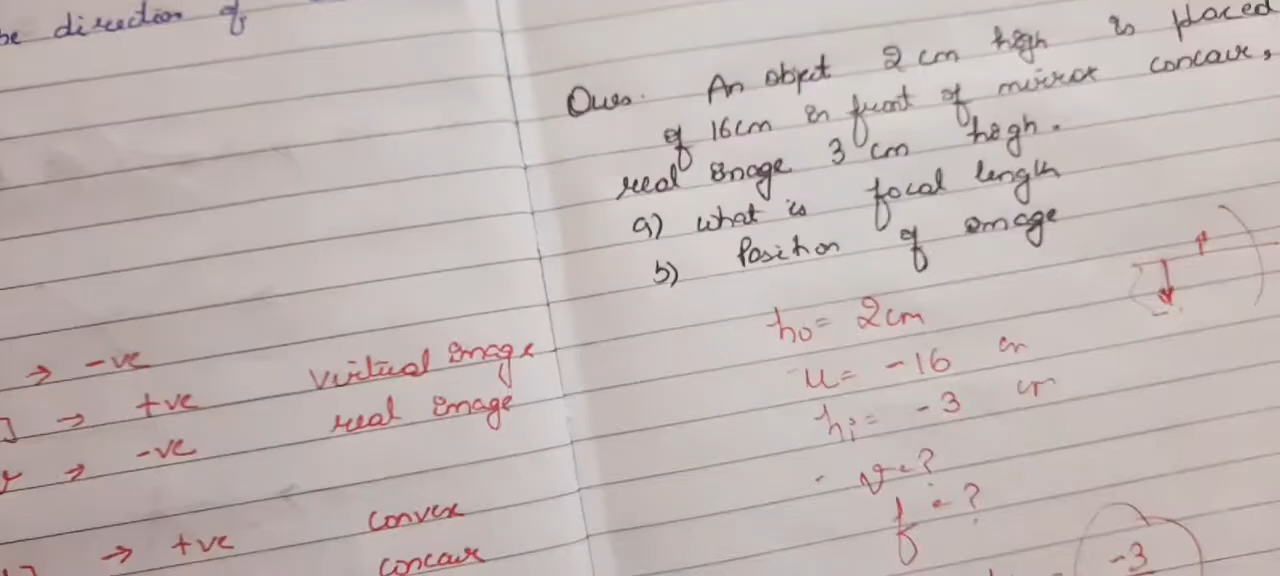 be direction of
→ -ve
→ +ve virtual image
→ -ve real image
→ +ve convex
concave
Ques. An object 2 cm high is placed
of 16cm in front of mirror concave,
real image 3 cm high.
a) what is focal length
b) Position of image
ho = 2cm
u = -16 cm
hi = -3 cm
v = ?
f = ?
-3